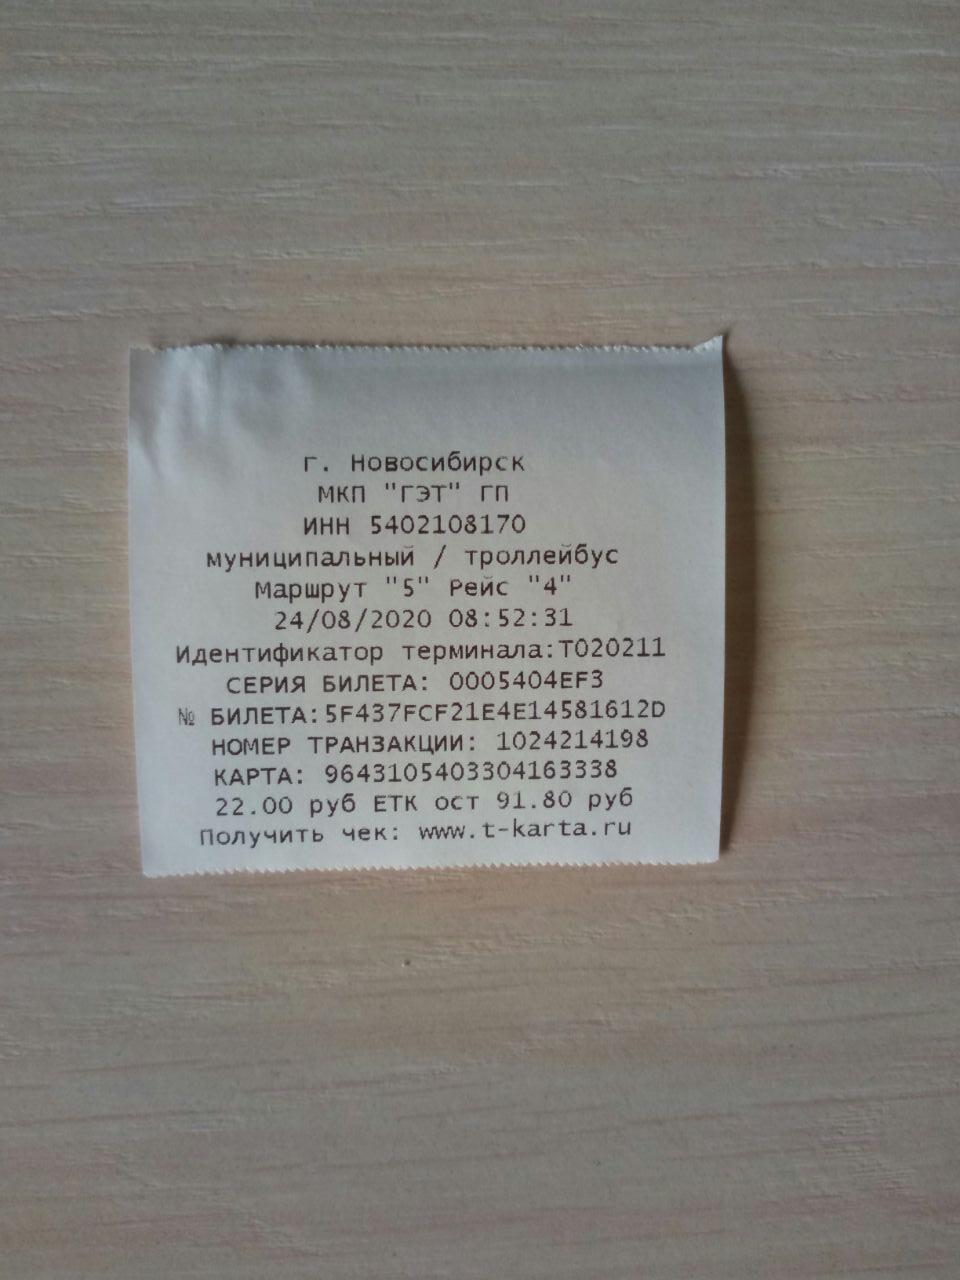 г. Новосибирск
МКП "ГЭТ" ГП
ИНН 5402108170
муниципальный / троллейбус
Маршрут "5" Рейс "4"
24/08/2020 08:52:31
Идентификатор терминала:T020211
СЕРИЯ БИЛЕТА: 0005404EF3
№ БИЛЕТА:5F437FCF21E4E14581612D
НОМЕР ТРАНЗАКЦИИ: 1024214198
КАРТА: 9643105403304163338
22.00 руб ЕТК ост 91.80 руб
Получить чек: www.t-karta.ru